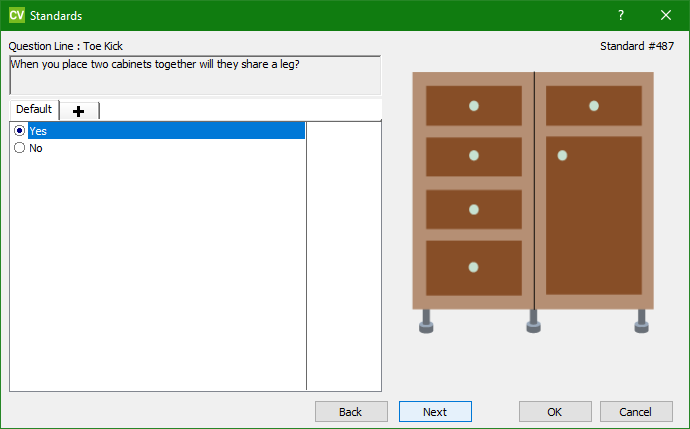 CV Standards ?
Question Line : Toe Kick Standard #487
When you place two cabinets together will they share a leg?
Default
Yes
No
Back Next OK Cancel